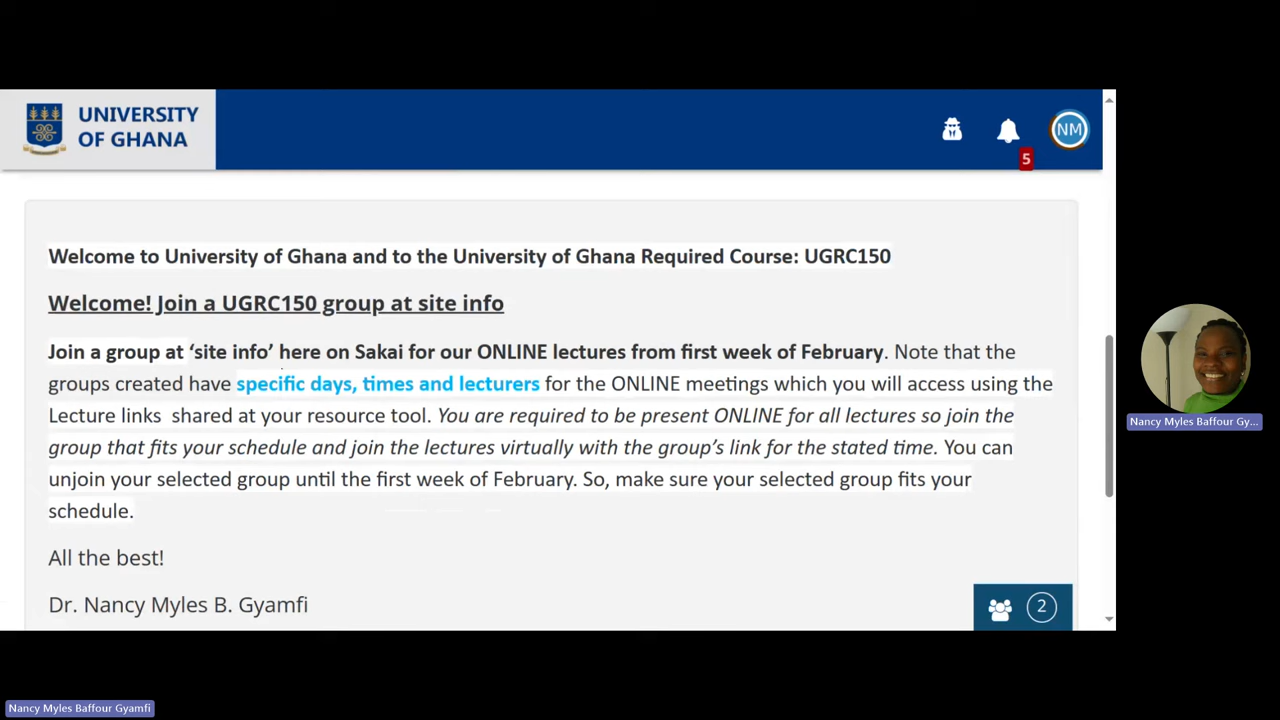 UNIVERSITY
OF GHANA
5
NM
Welcome to University of Ghana and to the University of Ghana Required Course: UGRC150
Welcome! Join a UGRC150 group at site info
Join a group at ‘site info’ here on Sakai for our ONLINE lectures from first week of February. Note that the
groups created have specific days, times and lecturers for the ONLINE meetings which you will access using the
Lecture links shared at your resource tool. You are required to be present ONLINE for all lectures so join the
group that fits your schedule and join the lectures virtually with the group’s link for the stated time. You can
unjoin your selected group until the first week of February. So, make sure your selected group fits your
schedule.
All the best!
Dr. Nancy Myles B. Gyamfi
2
Nancy Myles Baffour Gy...
Nancy Myles Baffour Gyamfi